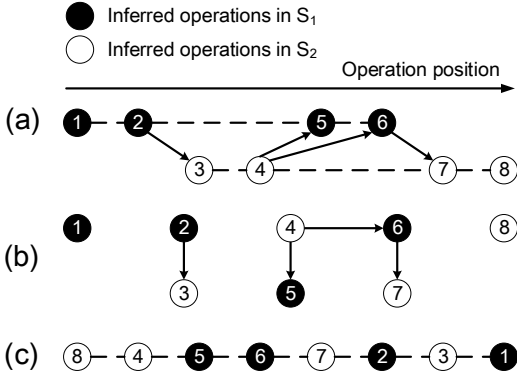 Inferred operations in S1
Inferred operations in S2
Operation position
(a) 1 2 5 6
3 4 7 8
1 2 4 6 8
(b)
3 5 7
(c) 8 4 5 6 7 2 3 1